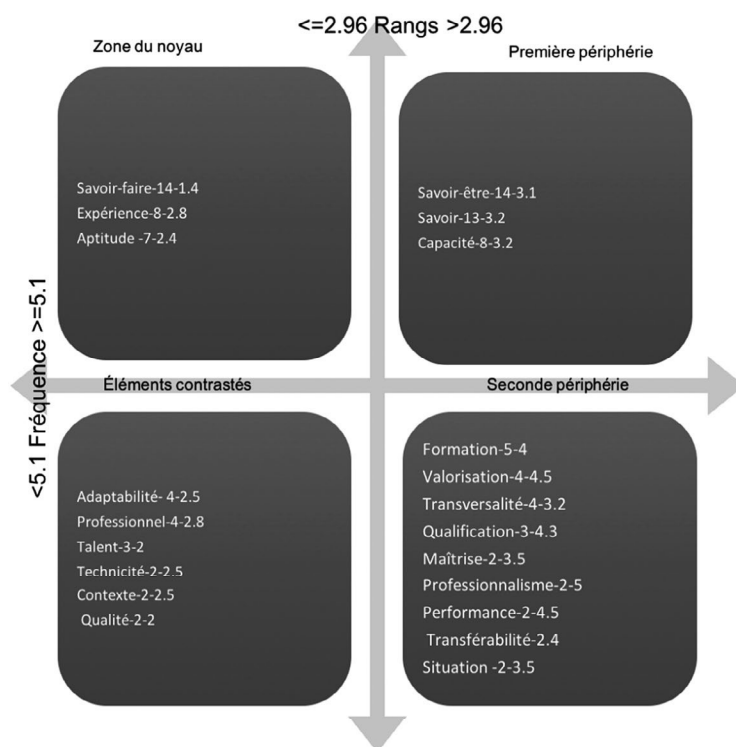 <=2.96 Rangs >2.96
Zone du noyau
Première périphérie
Savoir-faire-14-1.4
Expérience-8-2.8
Aptitude -7-2.4
Savoir-être-14-3.1
Savoir-13-3.2
Capacité-8-3.2
<5.1 Fréquence >=5.1
Éléments contrastés
Seconde périphérie
Adaptabilité- 4-2.5
Professionnel-4-2.8
Talent-3-2
Technicité-2-2.5
Contexte-2-2.5
Qualité-2-2
Formation-5-4
Valorisation-4-4.5
Transversalité-4-3.2
Qualification-3-4.3
Maîtrise-2-3.5
Professionnalisme-2-5
Performance-2-4.5
Transférabilité-2.4
Situation -2-3.5